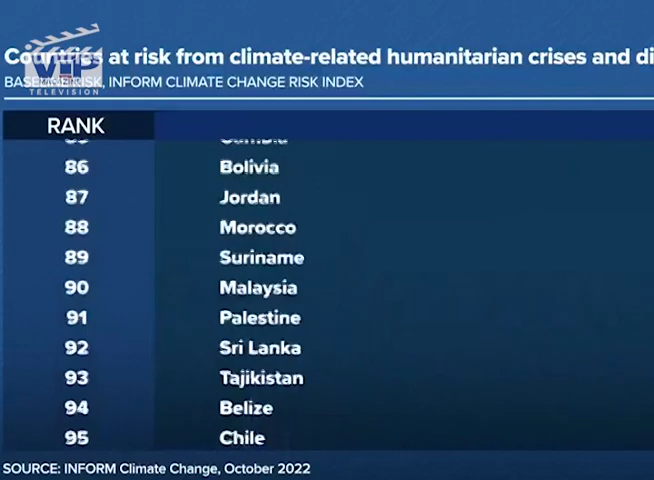 Countries at risk from climate-related humanitarian crises and di
BASELINE RISK, INFORM CLIMATE CHANGE RISK INDEX
VIP
TELEVISION
RANK
86 Bolivia
87 Jordan
88 Morocco
89 Suriname
90 Malaysia
91 Palestine
92 Sri Lanka
93 Tajikistan
94 Belize
95 Chile
SOURCE: INFORM Climate Change, October 2022